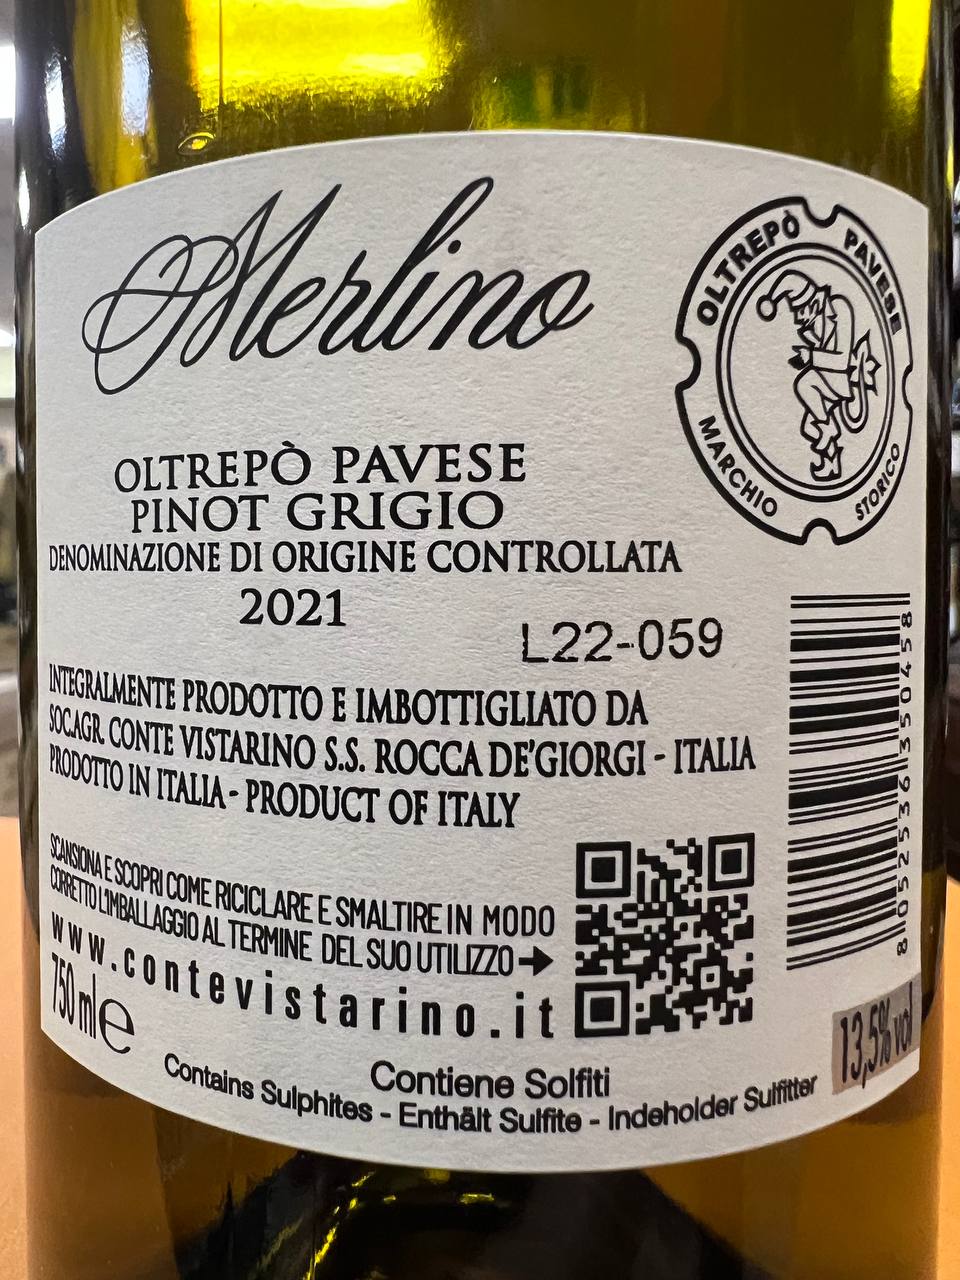 Merlino
OLTREPÒ PAVESE
MARCHIO STORICO
OLTREPÒ PAVESE
PINOT GRIGIO
DENOMINAZIONE DI ORIGINE CONTROLLATA
2021
L22-059
INTEGRALMENTE PRODOTTO E IMBOTTIGLIATO DA
SOC.AGR. CONTE VISTARINO S.S. ROCCA DE'GIORGI - ITALIA
PRODOTTO IN ITALIA - PRODUCT OF ITALY
SCANSIONA E SCOPRI COME RICICLARE E SMALTIRE IN MODO
CORRETTO L'IMBALLAGGIO AL TERMINE DEL SUO UTILIZZO→
www.contevistarino.it
750 ml e
8 052536 350458
13,5% vol
Contiene Solfiti
Contains Sulphites - Enthält Sulfite - Indeholder Sulfitter